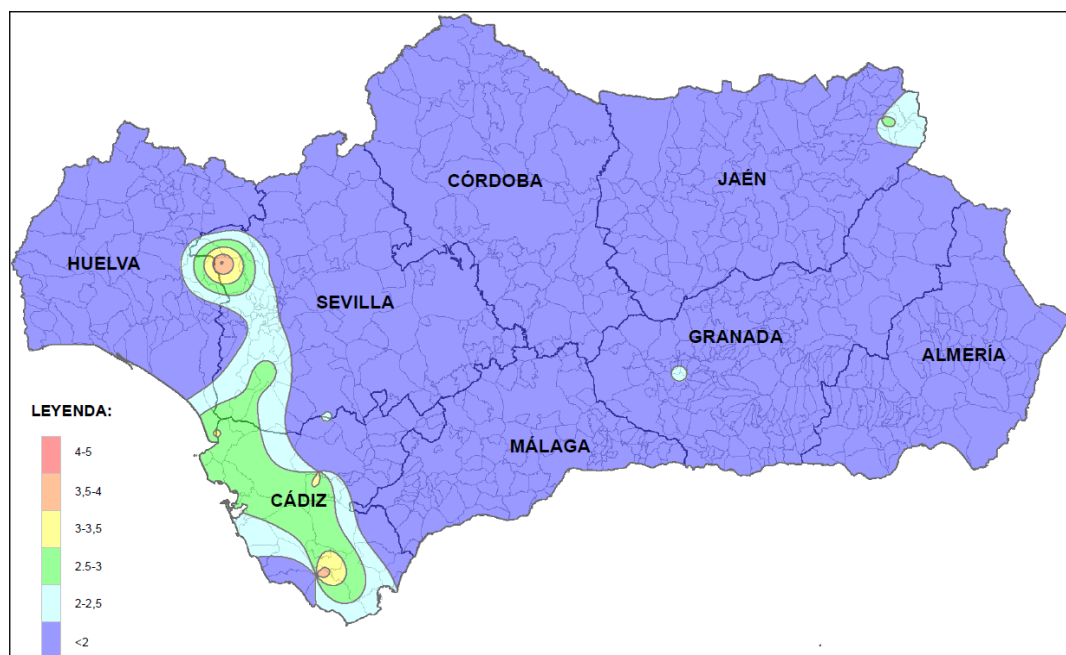 CÓRDOBA
JAÉN
HUELVA
SEVILLA
GRANADA
ALMERÍA
MÁLAGA
CÁDIZ
LEYENDA:
4-5
3,5-4
3-3,5
2.5-3
2-2,5
<2